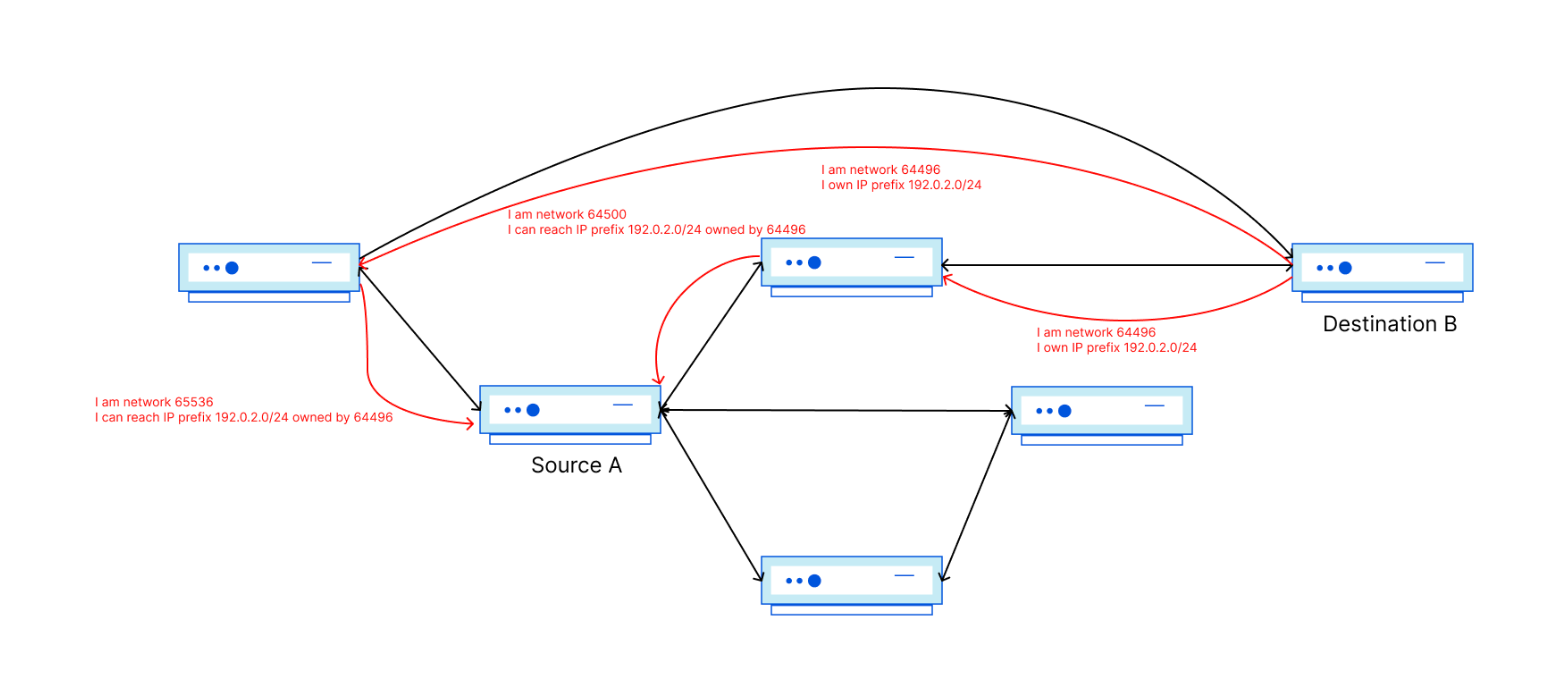 I am network 64496
I own IP prefix 192.0.2.0/24
I am network 64500
I can reach IP prefix 192.0.2.0/24 owned by 64496
Destination B
I am network 64496
I own IP prefix 192.0.2.0/24
I am network 65536
I can reach IP prefix 192.0.2.0/24 owned by 64496
Source A